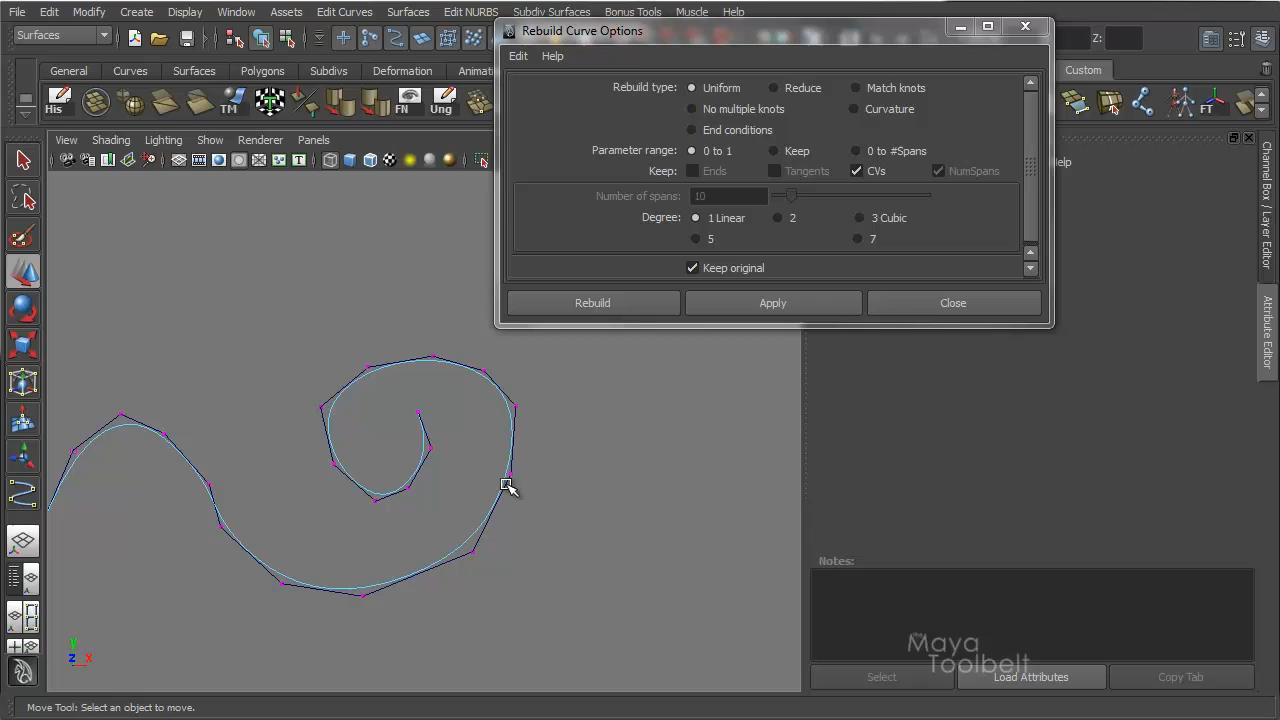 File Edit Modify Create Display Window Assets Edit Curves Surfaces Edit NURBS Subdiv Surfaces Bonus Tools Muscle Help
Rebuild Curve Options
Surfaces
Z:
Edit Help
General Curves Surfaces Polygons Subdivs Deformation Animati
Custom
Rebuild type: Uniform Reduce Match knots
No multiple knots Curvature
End conditions
His TM FN Ung FT
View Shading Lighting Show Renderer Panels
Parameter range: 0 to 1 Keep 0 to #Spans
Keep: Ends Tangents CVs NumSpans
elp
Number of spans: 10
Degree: 1 Linear 2 3 Cubic
5 7
Keep original
Rebuild Apply Close
Channel Box / Layer Editor
Attribute Editor
Notes:
the Maya
Toolbelt
Y
Z X
Select Load Attributes Copy Tab
Move Tool: Select an object to move.